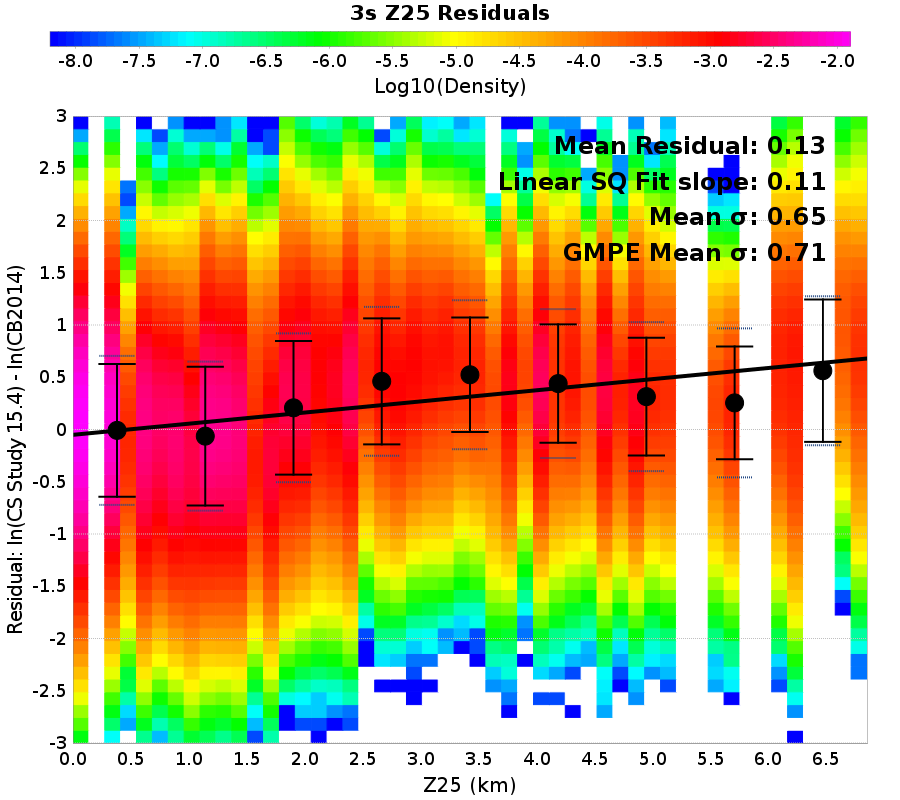 3s Z25 Residuals
-8.0 -7.5 -7.0 -6.5 -6.0 -5.5 -5.0 -4.5 -4.0 -3.5 -3.0 -2.5 -2.0
Log10(Density)
Mean Residual: 0.13
Linear SQ Fit slope: 0.11
Mean σ: 0.65
GMPE Mean σ: 0.71
Residual: ln(CS Study 15.4) - ln(CB2014)
3
2.5
2
1.5
1
0.5
0
-0.5
-1
-1.5
-2
-2.5
-3
0.0 0.5 1.0 1.5 2.0 2.5 3.0 3.5 4.0 4.5 5.0 5.5 6.0 6.5
Z25 (km)